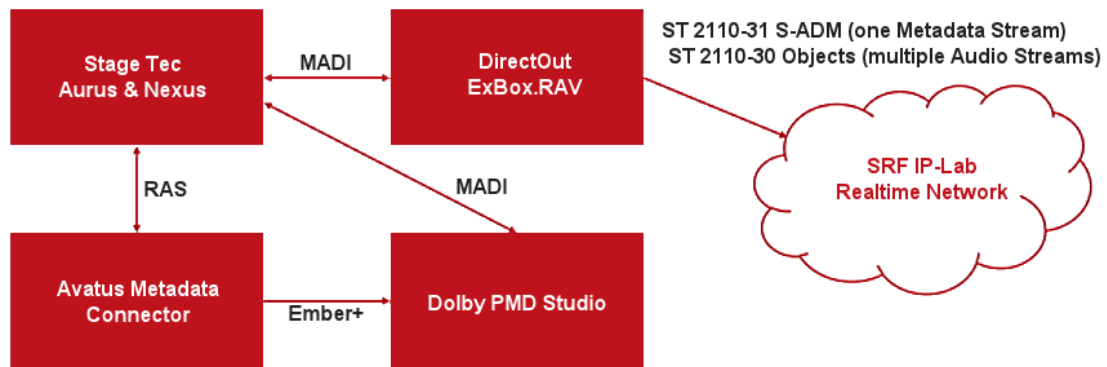 ST 2110-31 S-ADM (one Metadata Stream)
ST 2110-30 Objects (multiple Audio Streams)
Stage Tec
Aurus & Nexus
MADI
DirectOut
ExBox.RAV
SRF IP-Lab
Realtime Network
RAS
MADI
Avatus Metadata
Connector
Ember+
Dolby PMD Studio